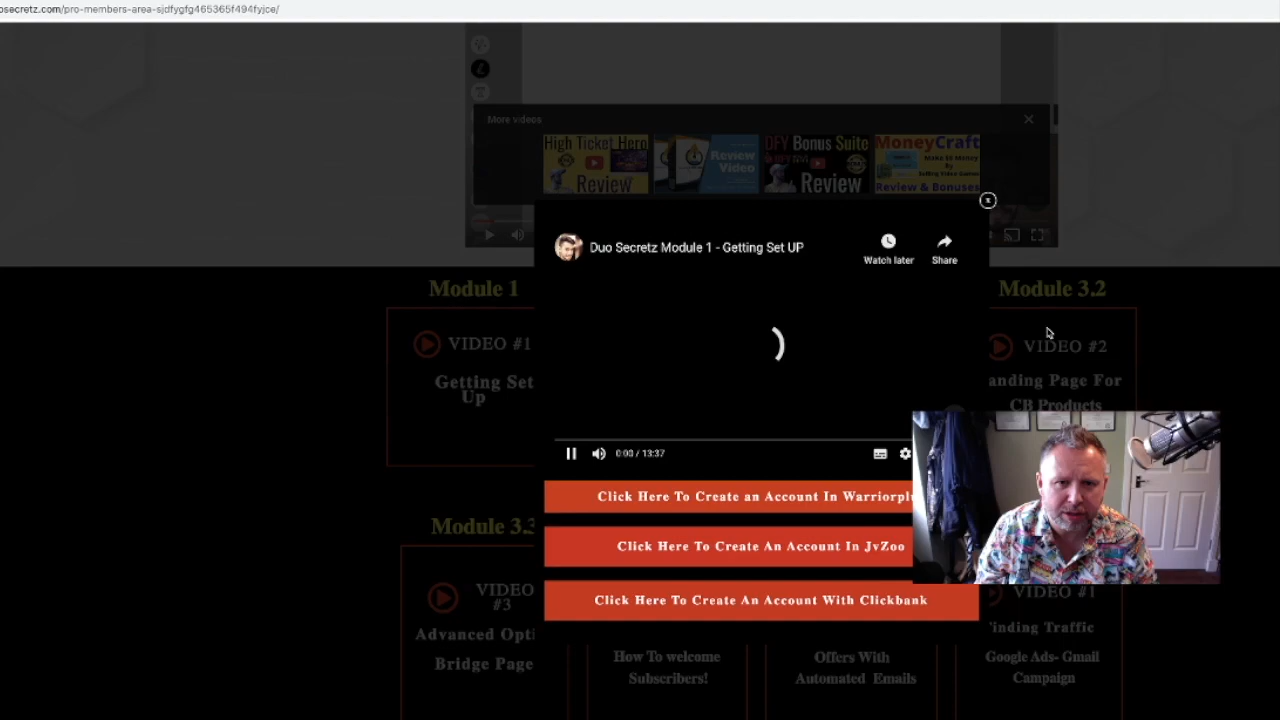 osecretz.com/pro-members-area-sjdfygfg465365f494fyjce/
More videos
High Ticket Hero
Review
Review
Video
DFY Bonus Suite
Review
MoneyCraft
Review & Bonuses
Duo Secretz Module 1 - Getting Set UP
Watch later
Share
Module 1
Module 3.2
VIDEO #1
Getting Set
Up
VIDEO #2
anding Page For
CB Products
0:00 / 13:37
Click Here To Create an Account In Warriorplu
Click Here To Create An Account In JvZoo
Click Here To Create An Account With Clickbank
Module 3.3
VIDEO
#3
Advanced Opti
Bridge Page
How To welcome
Subscribers!
Offers With
Automated Emails
VIDEO #1
Finding Traffic
Google Ads- Gmail
Campaign